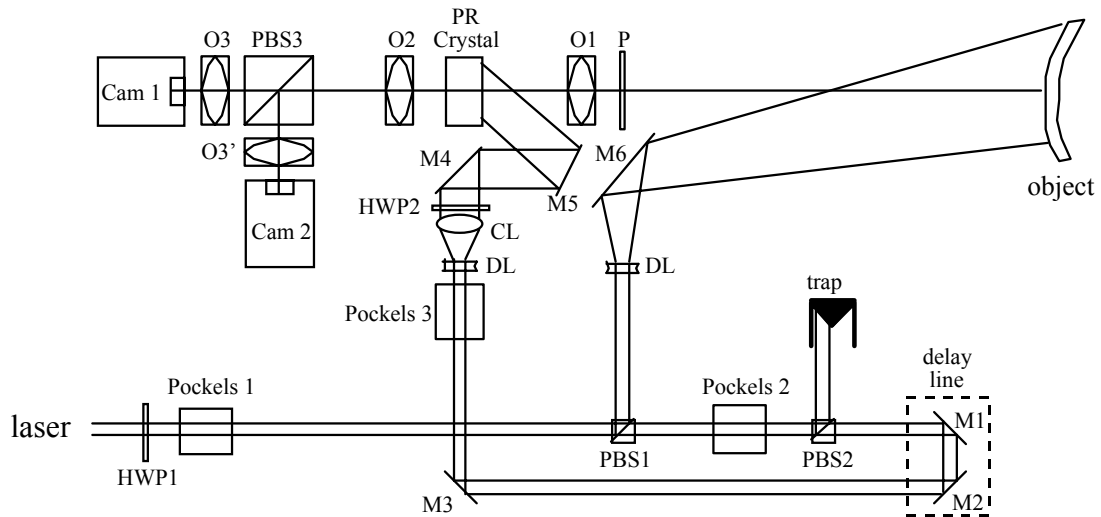 O3
PBS3
O2
PR
Crystal
O1
P
Cam 1
O3’
M4
M6
object
HWP2
M5
Cam 2
CL
DL
DL
trap
Pockels 3
delay
line
Pockels 1
Pockels 2
laser
M1
HWP1
PBS1
PBS2
M3
M2